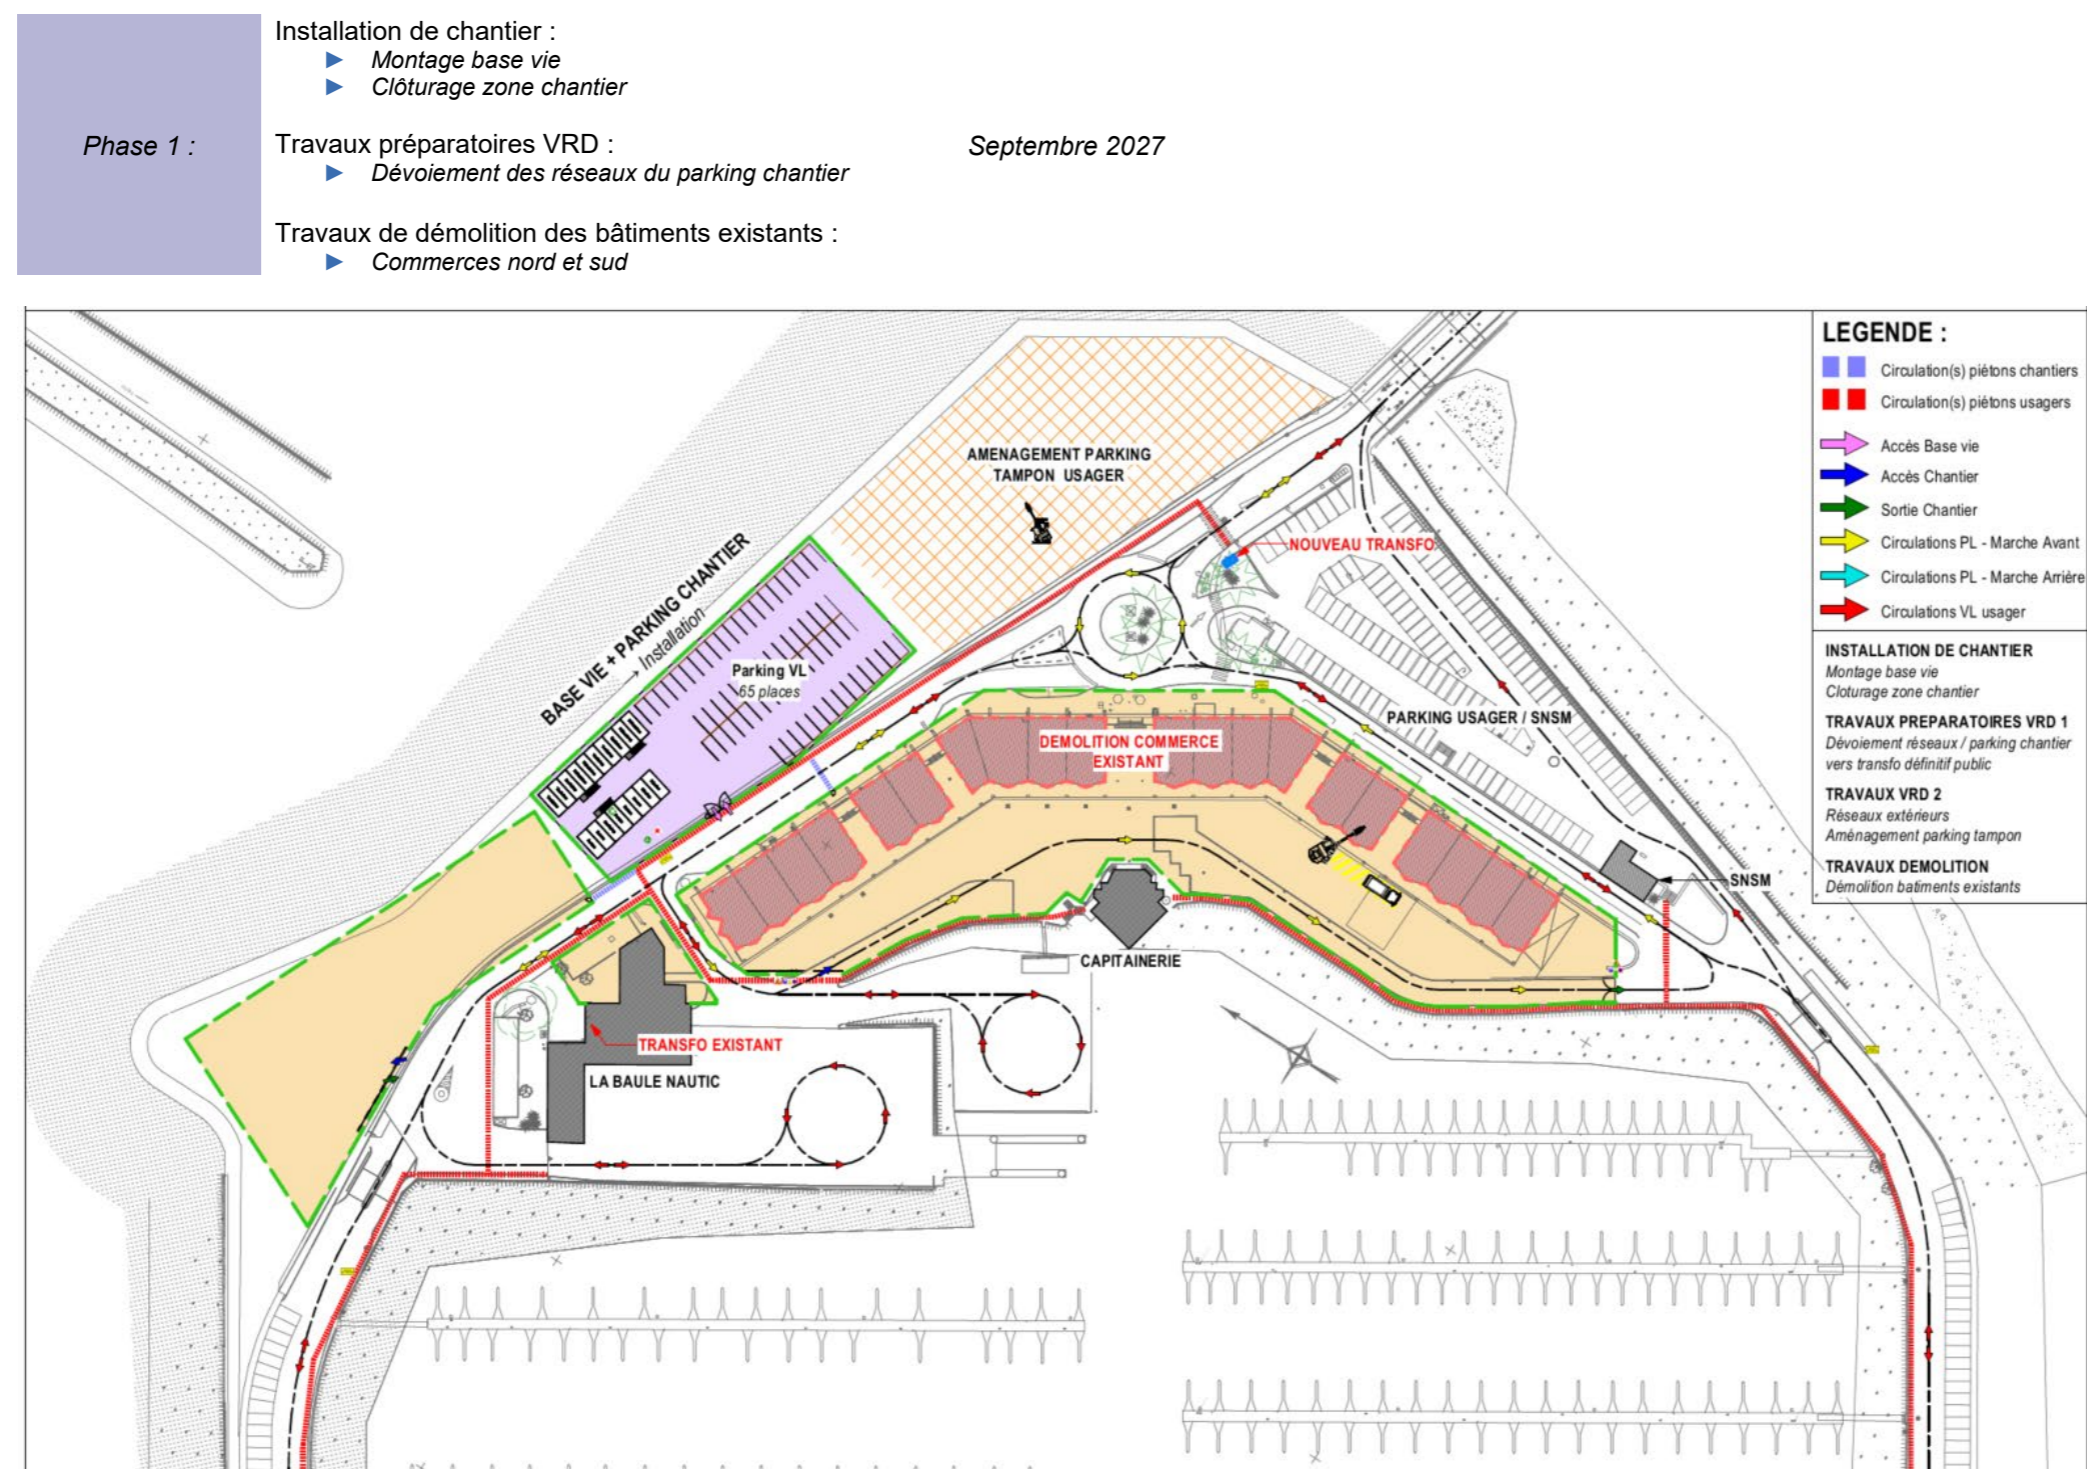 Installation de chantier :
► Montage base vie
► Clôturage zone chantier
Phase 1 :
Travaux préparatoires VRD :
Septembre 2027
► Dévoiement des réseaux du parking chantier
Travaux de démolition des bâtiments existants :
► Commerces nord et sud
LEGENDE :
Circulation(s) piétons chantiers
Circulation(s) piétons usagers
Accès Base vie
Accès Chantier
Sortie Chantier
Circulations PL - Marche Avant
Circulations PL - Marche Arrière
Circulations VL usager
INSTALLATION DE CHANTIER
Montage base vie
Cloturage zone chantier
TRAVAUX PREPARATOIRES VRD 1
Dévoiement réseaux / parking chantier
vers transfo définitif public
TRAVAUX VRD 2
Réseaux extérieurs
Aménagement parking tampon
TRAVAUX DEMOLITION
Démolition batiments existants
AMENAGEMENT PARKING
TAMPON USAGER
NOUVEAU TRANSFO
BASE VIE + PARKING CHANTIER
Installation
Parking VL
65 places
PARKING USAGER / SNSM
DEMOLITION COMMERCE
EXISTANT
SNSM
CAPITAINERIE
TRANSFO EXISTANT
LA BAULE NAUTIC